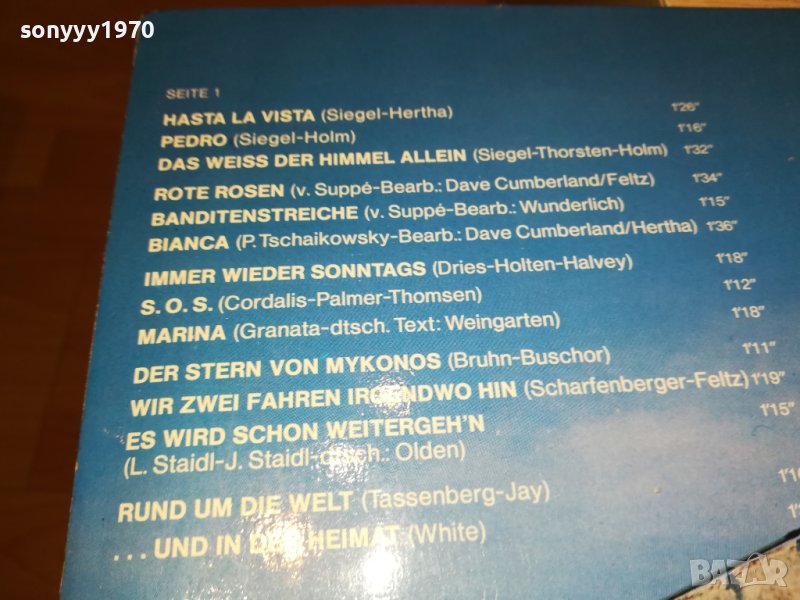 sonyyy1970
SEITE 1
HASTA LA VISTA (Siegel-Hertha) 1'26"
PEDRO (Siegel-Holm) 1'16"
DAS WEISS DER HIMMEL ALLEIN (Siegel-Thorsten-Holm) 1'32"
ROTE ROSEN (v. Suppé-Bearb.: Dave Cumberland/Feltz) 1'34"
BANDITENSTREICHE (v. Suppé-Bearb.: Wunderlich) 1'15"
BIANCA (P. Tschaikowsky-Bearb.: Dave Cumberland/Hertha) 1'36"
IMMER WIEDER SONNTAGS (Dries-Holten-Halvey) 1'18"
S. O. S. (Cordalis-Palmer-Thomsen) 1'12"
MARINA (Granata-dtsch. Text: Weingarten) 1'18"
DER STERN VON MYKONOS (Bruhn-Buschor) 1'11"
WIR ZWEI FAHREN IRGENDWO HIN (Scharfenberger-Feltz) 1'19"
ES WIRD SCHON WEITERGEH'N 1'15"
(L. Staidl-J. Staidl-dtsch.: Olden)
RUND UM DIE WELT (Tassenberg-Jay)
. . . UND IN DER HEIMAT (White)
BAZAR